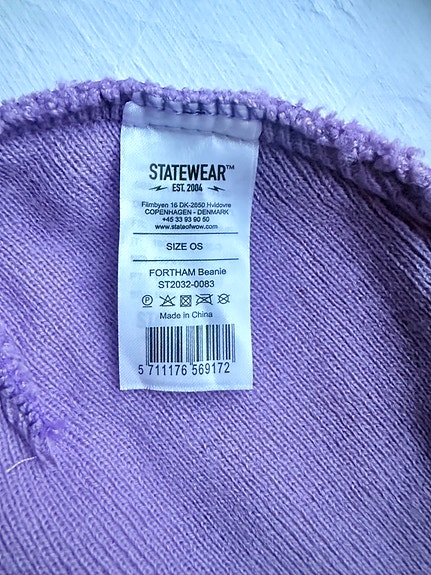 STATEWEAR™
EST. 2004
Filmbyen 16 DK-2650 Hvidovre
COPENHAGEN - DENMARK
+45 33 93 90 50
www.stateofwow.com
SIZE OS
FORTHAM Beanie
ST2032-0083
Made in China
5 711176 569172